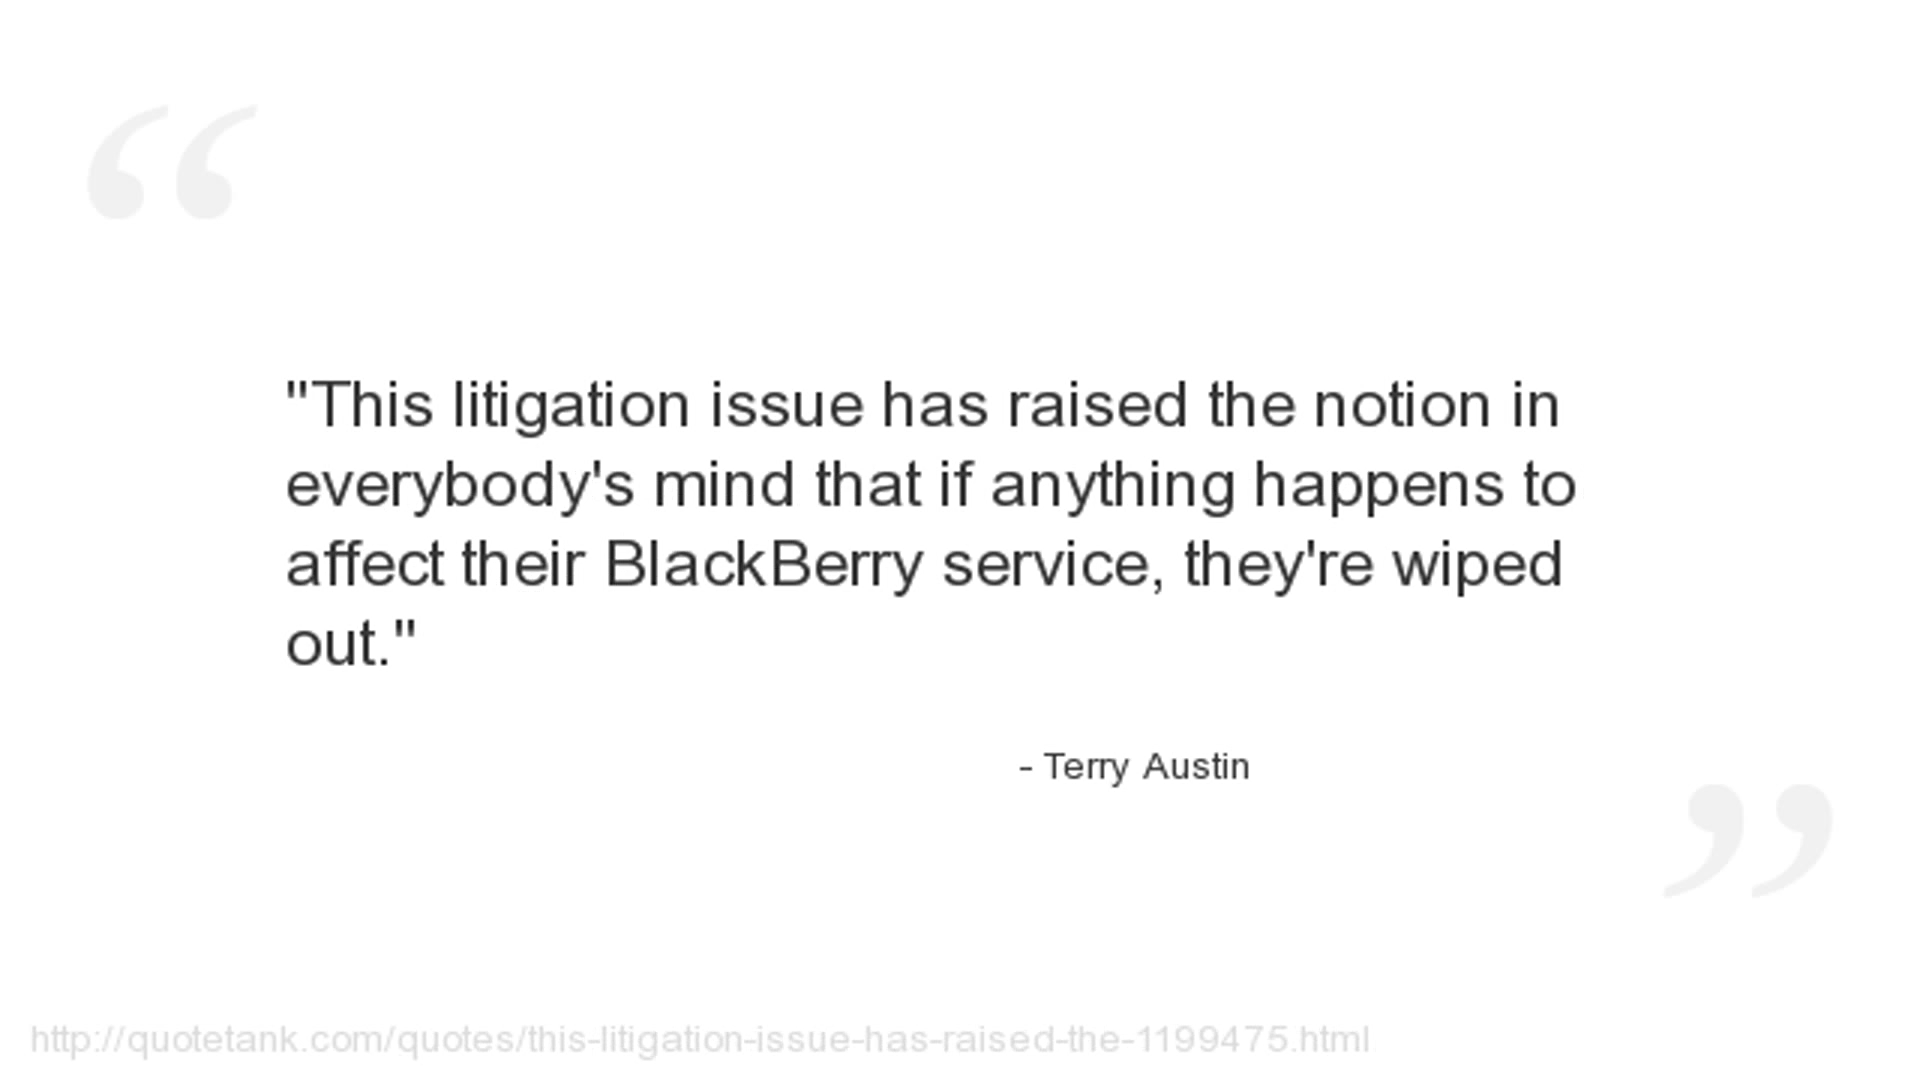 "This litigation issue has raised the notion in
everybody's mind that if anything happens to
affect their BlackBerry service, they're wiped
out."
- Terry Austin
http://quotetank.com/quotes/this-litigation-issue-has-raised-the-1199475.html